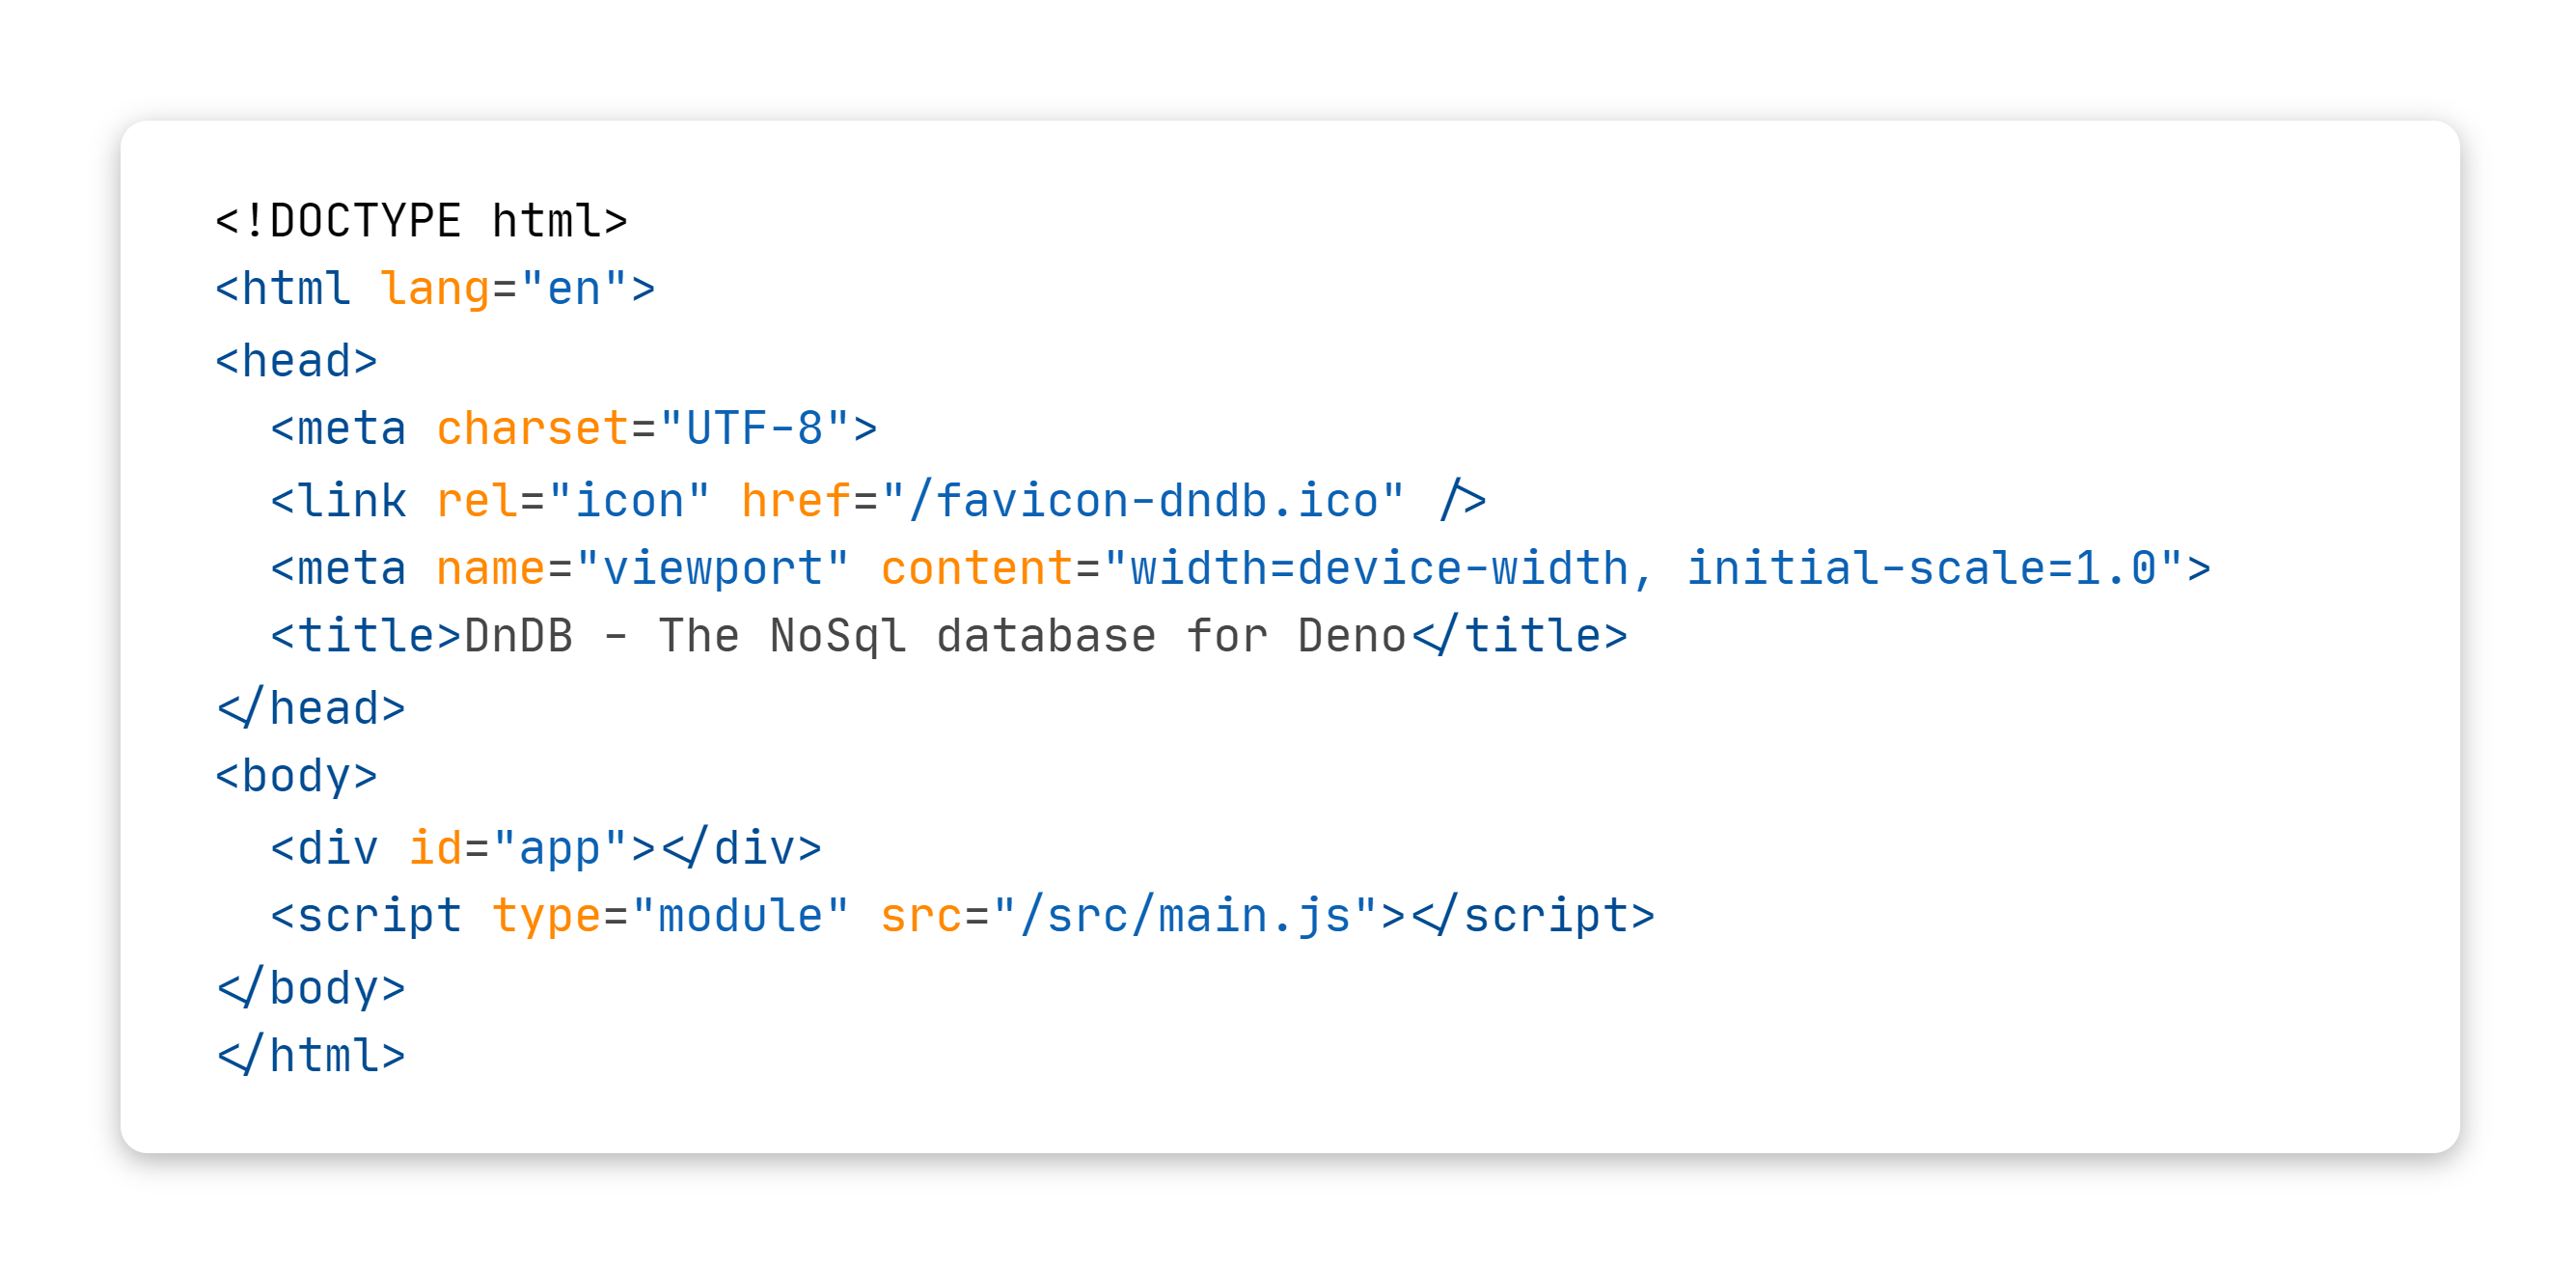 <!DOCTYPE html>
<html lang="en">
<head>
  <meta charset="UTF-8">
  <link rel="icon" href="/favicon-dndb.ico" />
  <meta name="viewport" content="width=device-width, initial-scale=1.0">
  <title>DnDB - The NoSql database for Deno</title>
</head>
<body>
  <div id="app"></div>
  <script type="module" src="/src/main.js"></script>
</body>
</html>